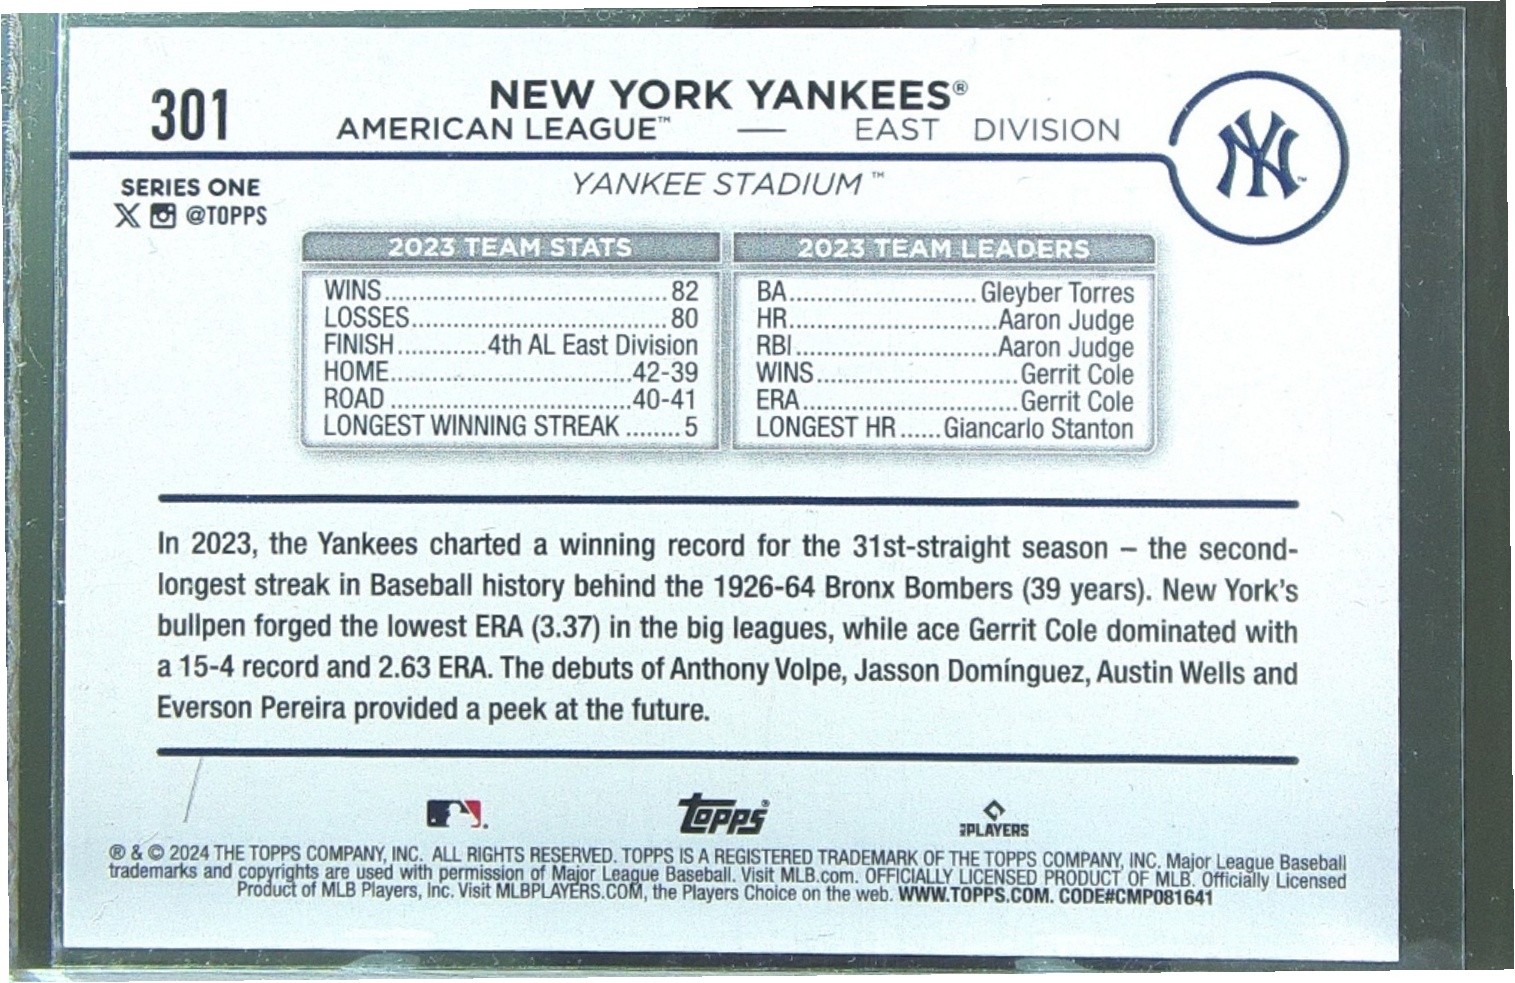 301
NEW YORK YANKEES®
AMERICAN LEAGUE™ — EAST DIVISION
NY™
SERIES ONE
@TOPPS
YANKEE STADIUM™
2023 TEAM STATS
WINS..............................82
LOSSES...........................80
FINISH............4th AL East Division
HOME............................42-39
ROAD............................40-41
LONGEST WINNING STREAK........5
2023 TEAM LEADERS
BA..........................Gleyber Torres
HR............................Aaron Judge
RBI...........................Aaron Judge
WINS...........................Gerrit Cole
ERA.............................Gerrit Cole
LONGEST HR......Giancarlo Stanton
In 2023, the Yankees charted a winning record for the 31st-straight season – the second-
longest streak in Baseball history behind the 1926-64 Bronx Bombers (39 years). New York's
bullpen forged the lowest ERA (3.37) in the big leagues, while ace Gerrit Cole dominated with
a 15-4 record and 2.63 ERA. The debuts of Anthony Volpe, Jasson Domínguez, Austin Wells and
Everson Pereira provided a peek at the future.
topps®
PLAYERS
® & © 2024 THE TOPPS COMPANY, INC. ALL RIGHTS RESERVED. TOPPS IS A REGISTERED TRADEMARK OF THE TOPPS COMPANY, INC. Major League Baseball
trademarks and copyrights are used with permission of Major League Baseball. Visit MLB.com. OFFICIALLY LICENSED PRODUCT OF MLB. Officially Licensed
Product of MLB Players, Inc. Visit MLBPLAYERS.COM, the Players Choice on the web. WWW.TOPPS.COM. CODE#CMP081641